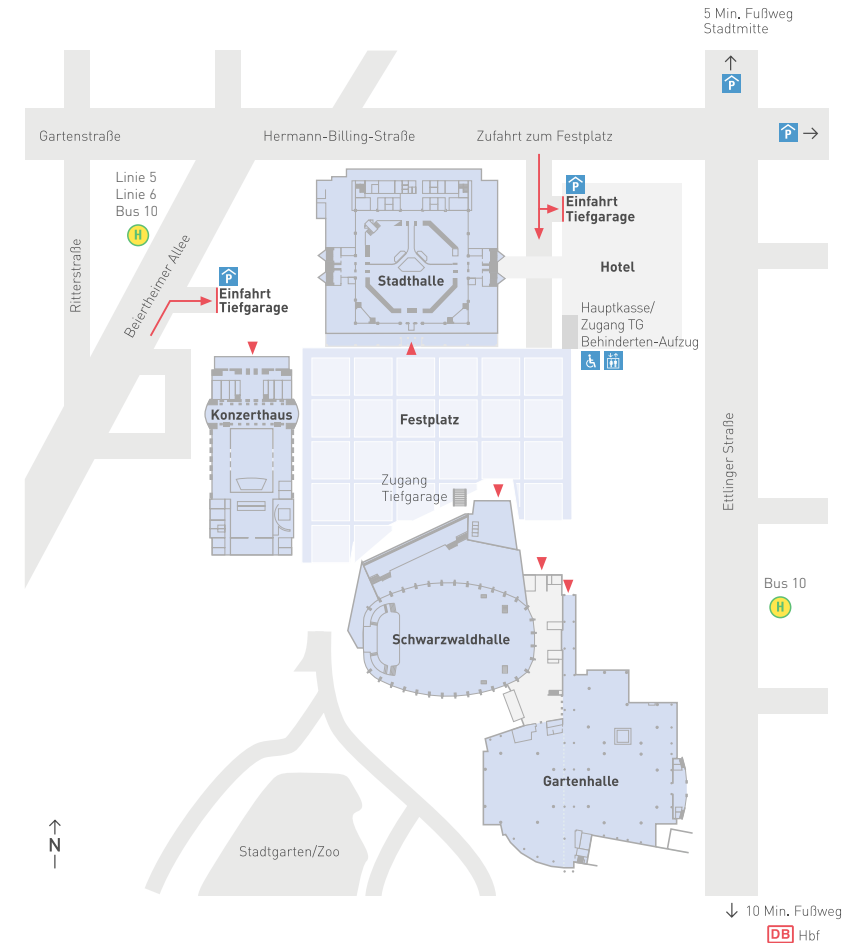 5 Min. Fußweg
Stadtmitte
P
Gartenstraße
Hermann-Billing-Straße
Zufahrt zum Festplatz
P
Linie 5
Linie 6
Bus 10
H
P
Einfahrt
Tiefgarage
Ritterstraße
Beiertheimer Allee
P
Einfahrt
Tiefgarage
Stadthalle
Hotel
Hauptkasse/
Zugang TG
Behinderten-Aufzug
Konzerthaus
Festplatz
Ettlinger Straße
Zugang
Tiefgarage
Bus 10
H
Schwarzwaldhalle
Gartenhalle
N
Stadtgarten/Zoo
10 Min. Fußweg
DB Hbf